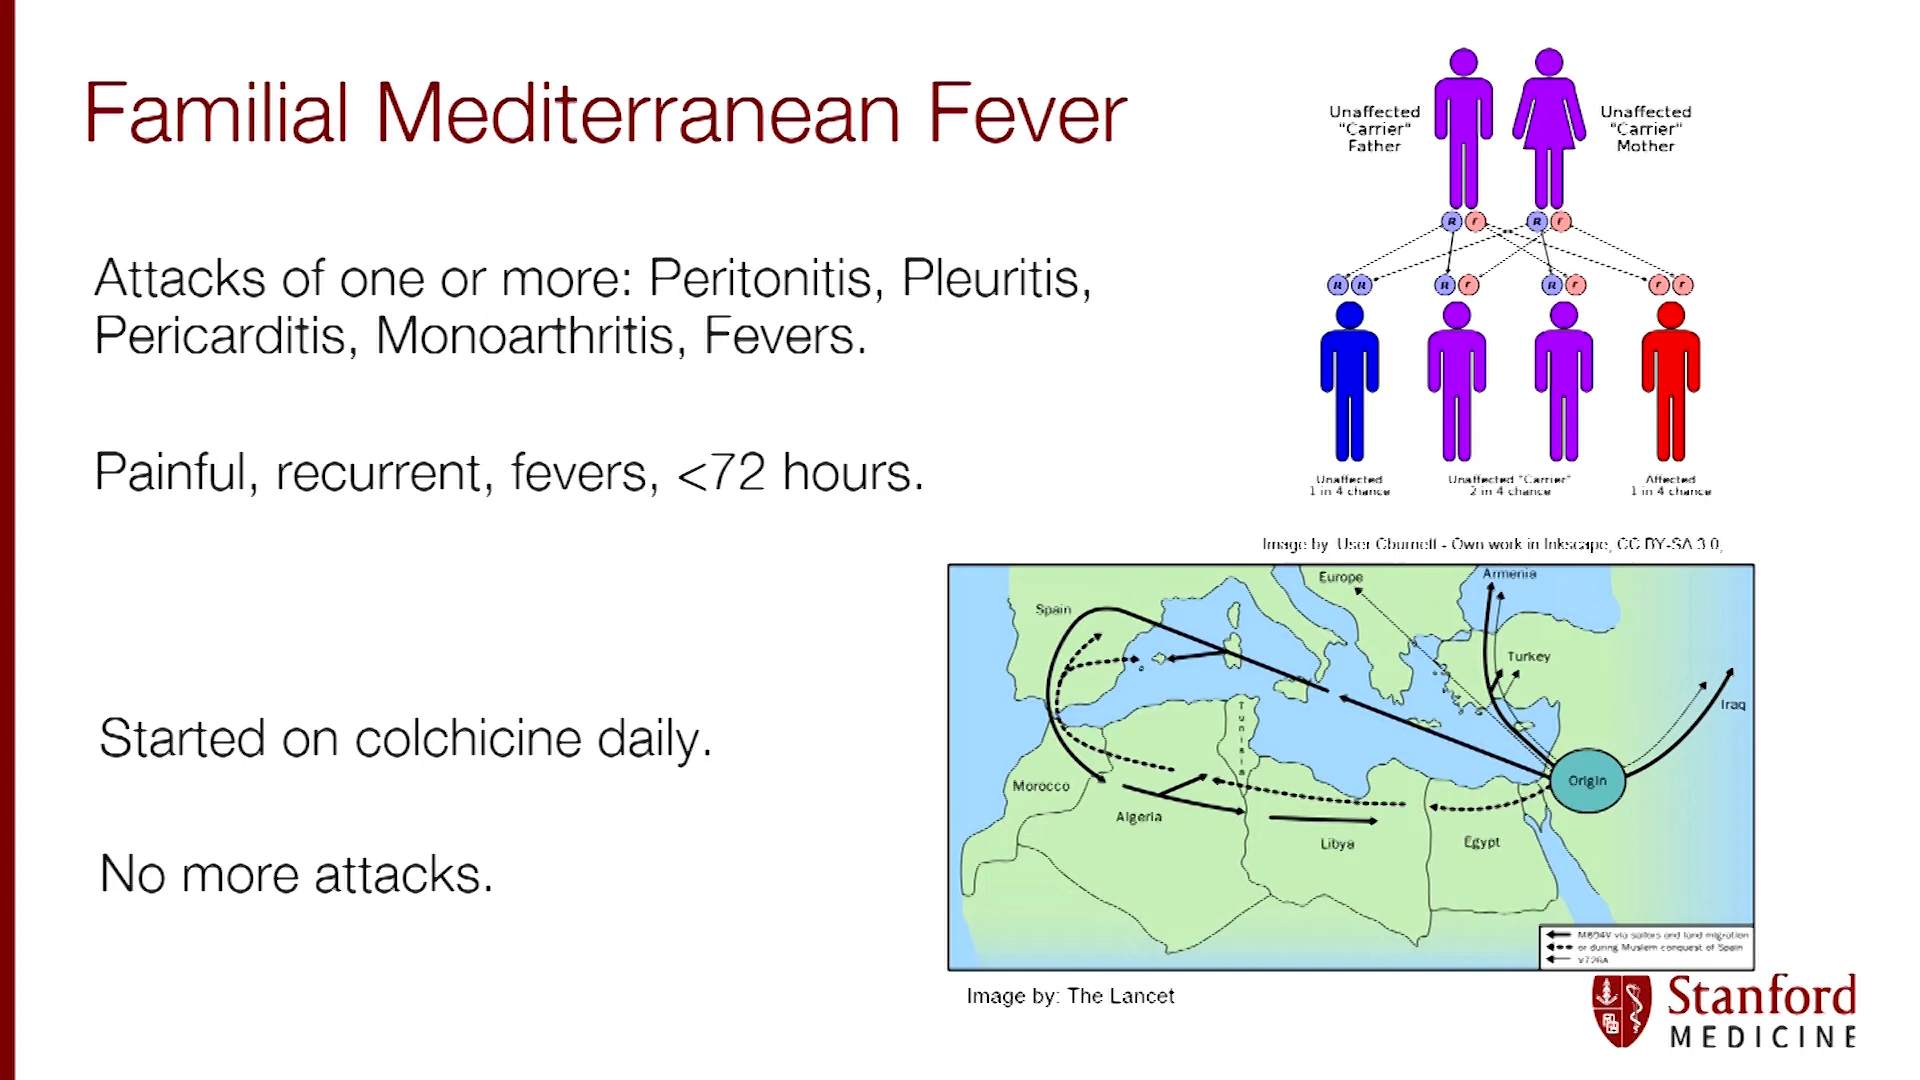 Familial Mediterranean Fever
Attacks of one or more: Peritonitis, Pleuritis,
Pericarditis, Monoarthritis, Fevers.
Painful, recurrent, fevers, <72 hours.
Started on colchicine daily.
No more attacks.
Unaffected
"Carrier"
Father
Unaffected
"Carrier"
Mother
R r R r
R R R r R r r r
Unaffected
1 in 4 chance
Unaffected "Carrier"
2 in 4 chance
Affected
1 in 4 chance
Image by: User Cburnett - Own work in Inkscape, CC BY-SA 3.0,
Europe
Armenia
Spain
Turkey
Iraq
Tunisia
Origin
Morocco
Algeria
Libya
Egypt
M694V via sailors and land migration
or during Muslem conquest of Spain
V726A
Image by: The Lancet
Stanford
MEDICINE